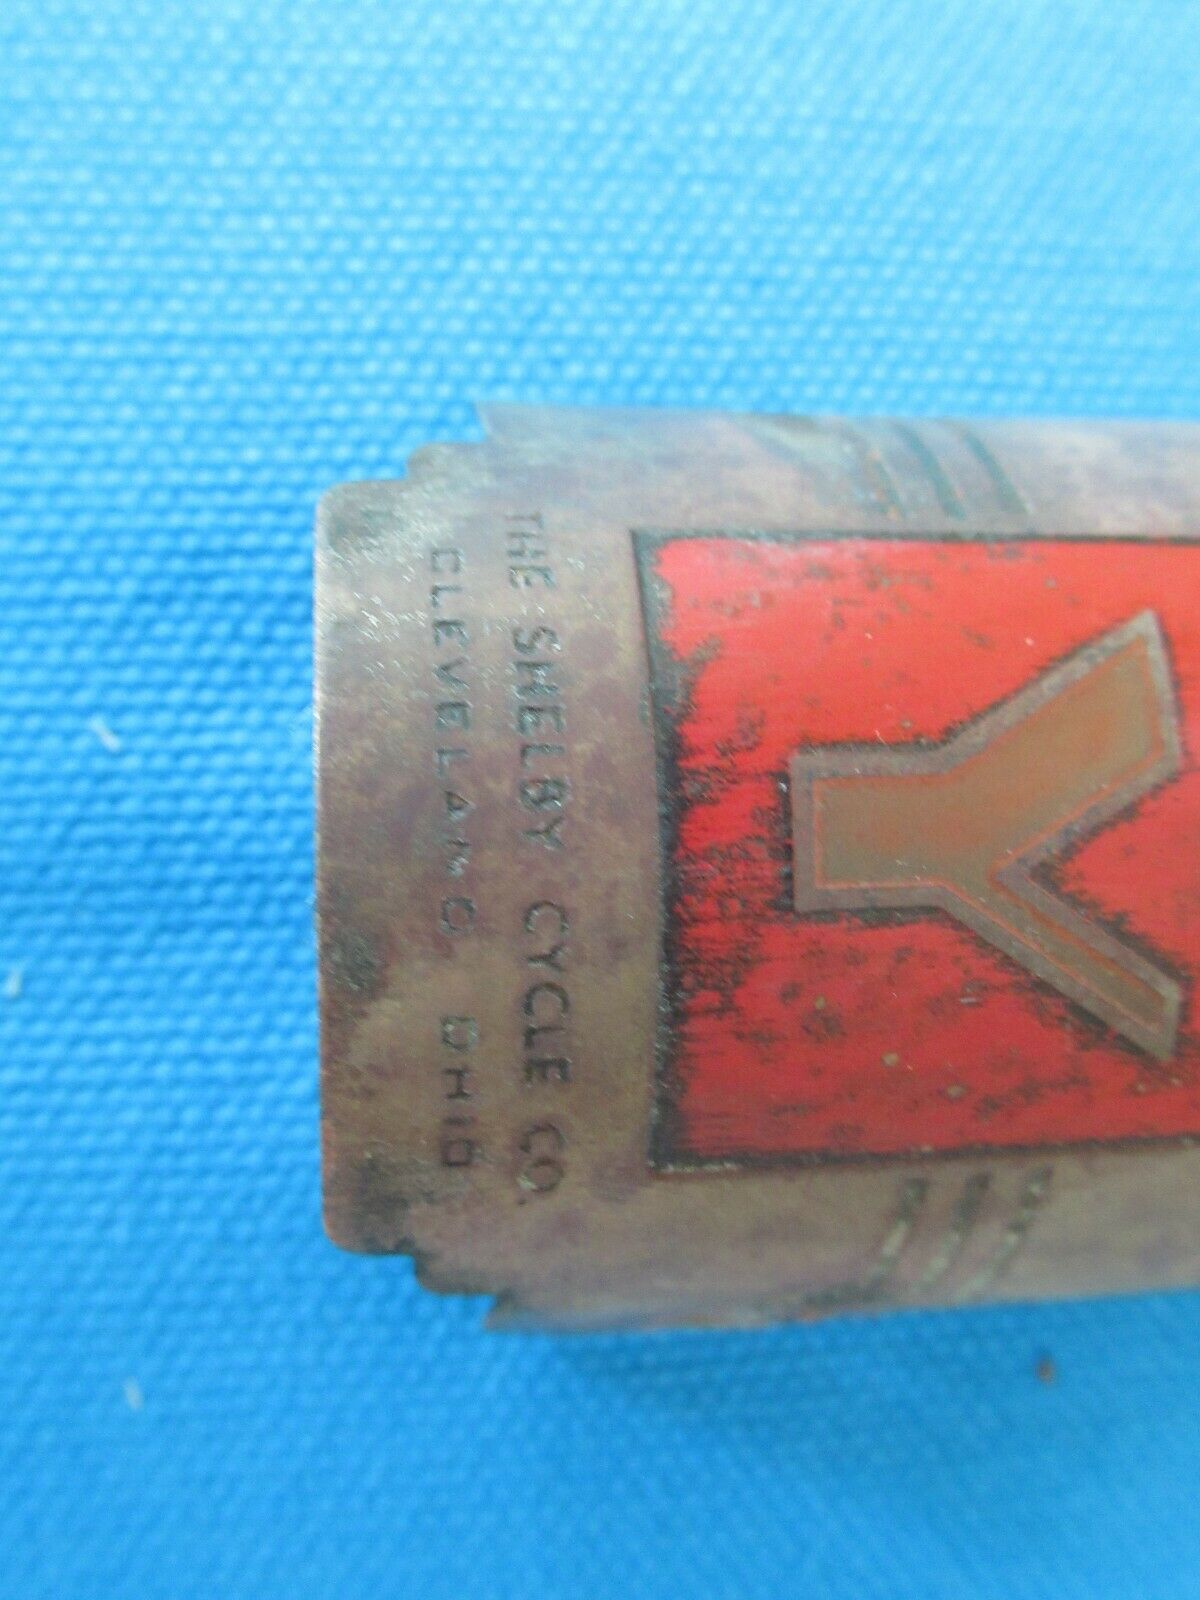 Y
THE SHELBY CYCLE CO.
CLEVELAND OHIO